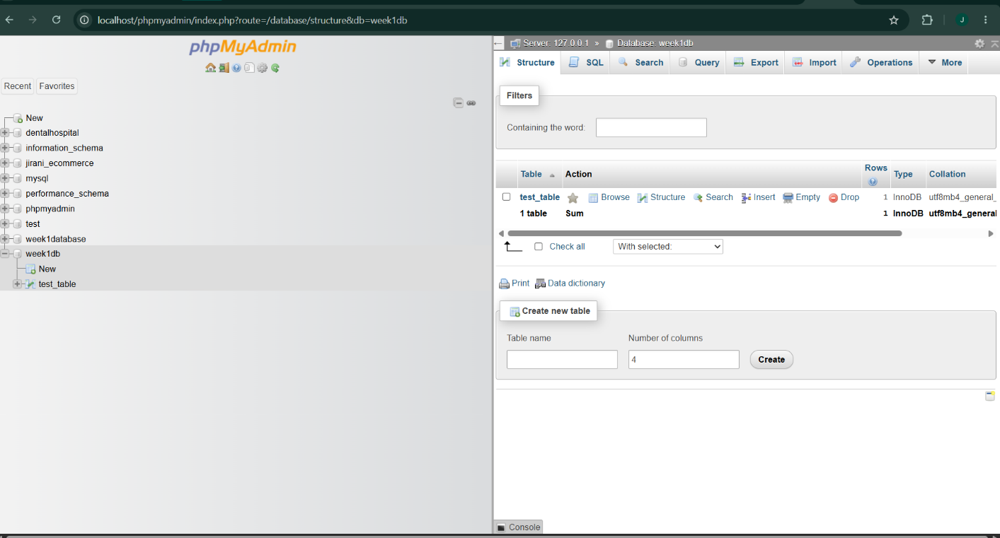 localhost/phpmyadmin/index.php?route=/database/structure&db=week1db
J
phpMyAdmin
Recent Favorites
New
dentalhospital
information_schema
jirani_ecommerce
mysql
performance_schema
phpmyadmin
test
week1database
week1db
New
test_table
Server: 127.0.0.1 » Database: week1db
Structure SQL Search Query Export Import Operations More
Filters
Containing the word:
Table Action Rows Type Collation
test_table Browse Structure Search Insert Empty Drop 1 InnoDB utf8mb4_general_
1 table Sum 1 InnoDB utf8mb4_general
Check all With selected:
Print Data dictionary
Create new table
Table name Number of columns
4 Create
Console